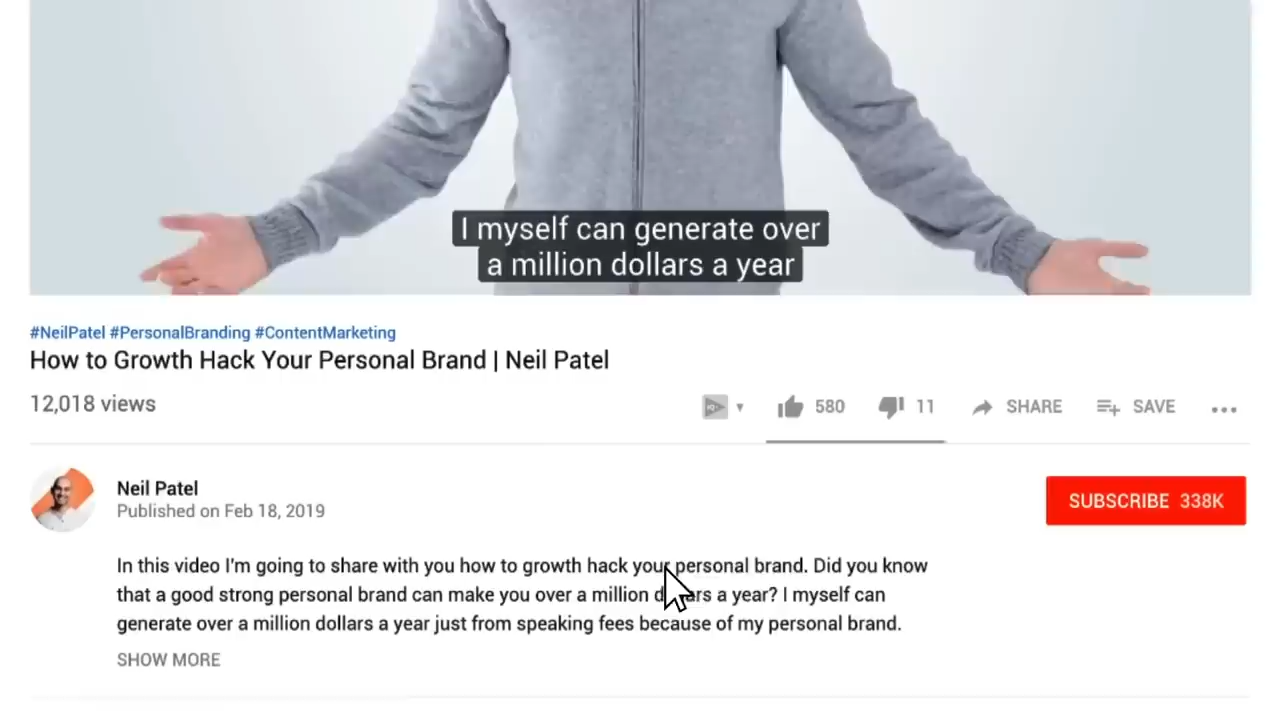 I myself can generate over
a million dollars a year
#NeilPatel #PersonalBranding #ContentMarketing
How to Growth Hack Your Personal Brand | Neil Patel
12,018 views
580
11
SHARE
SAVE
Neil Patel
Published on Feb 18, 2019
SUBSCRIBE 338K
In this video I'm going to share with you how to growth hack your personal brand. Did you know
that a good strong personal brand can make you over a million dollars a year? I myself can
generate over a million dollars a year just from speaking fees because of my personal brand.
SHOW MORE